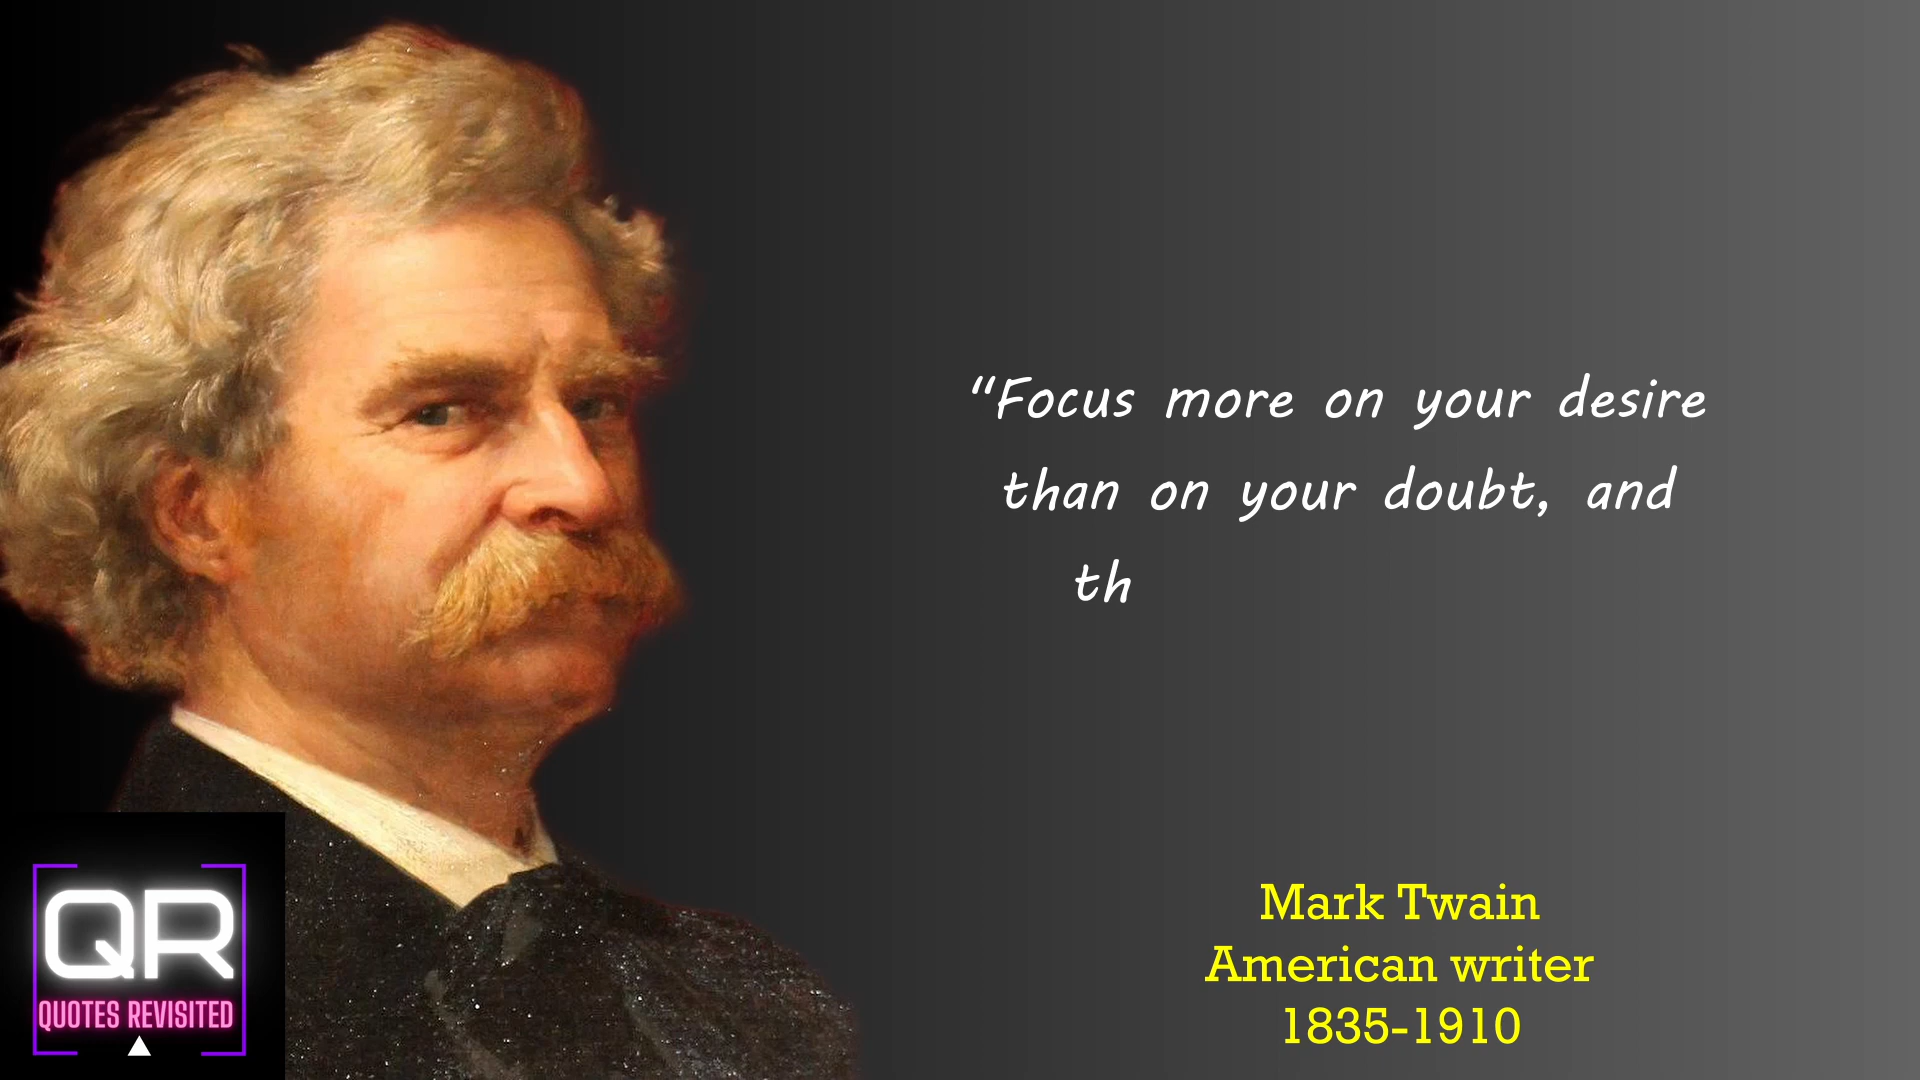 “Focus more on your desire
than on your doubt, and
th
Mark Twain
American writer
1835-1910
QR
QUOTES REVISITED